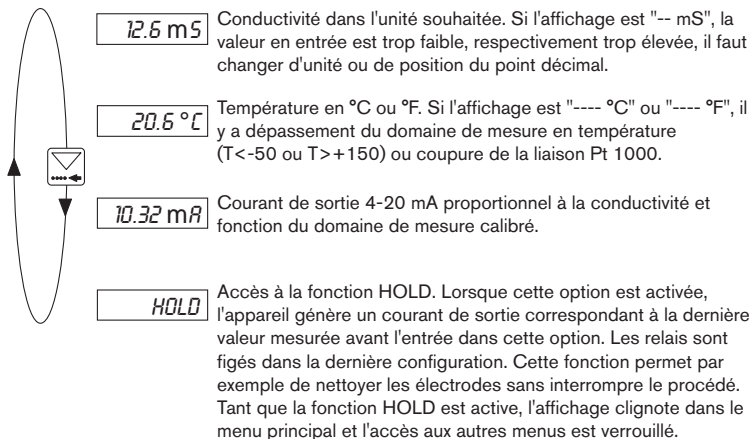 12.6 mS
Conductivité dans l'unité souhaitée. Si l'affichage est "-- mS", la
valeur en entrée est trop faible, respectivement trop élevée, il faut
changer d'unité ou de position du point décimal.
20.6 °C
Température en °C ou °F. Si l'affichage est "---- °C" ou "---- °F", il
y a dépassement du domaine de mesure en température
(T<-50 ou T>+150) ou coupure de la liaison Pt 1000.
10.32 mA
Courant de sortie 4-20 mA proportionnel à la conductivité et
fonction du domaine de mesure calibré.
HOLD
Accès à la fonction HOLD. Lorsque cette option est activée,
l'appareil génère un courant de sortie correspondant à la dernière
valeur mesurée avant l'entrée dans cette option. Les relais sont
figés dans la dernière configuration. Cette fonction permet par
exemple de nettoyer les électrodes sans interrompre le procédé.
Tant que la fonction HOLD est active, l'affichage clignote dans le
menu principal et l'accès aux autres menus est verrouillé.